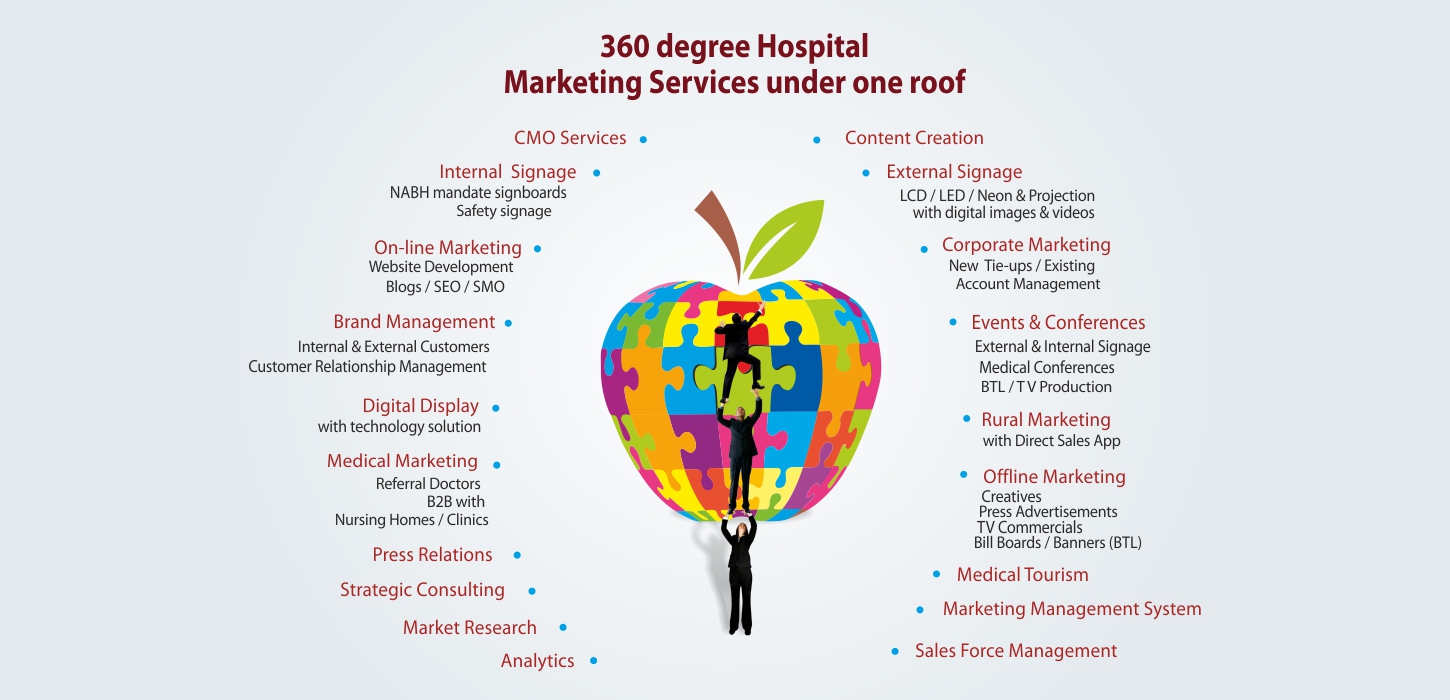 360 degree Hospital
Marketing Services under one roof
CMO Services
Internal Signage
NABH mandate signboards
Safety signage
On-line Marketing
Website Development
Blogs / SEO / SMO
Brand Management
Internal & External Customers
Customer Relationship Management
Digital Display
with technology solution
Medical Marketing
Referral Doctors
B2B with
Nursing Homes / Clinics
Press Relations
Strategic Consulting
Market Research
Analytics
Content Creation
External Signage
LCD / LED / Neon & Projection
with digital images & videos
Corporate Marketing
New Tie-ups / Existing
Account Management
Events & Conferences
External & Internal Signage
Medical Conferences
BTL / T V Production
Rural Marketing
with Direct Sales App
Offline Marketing
Creatives
Press Advertisements
TV Commercials
Bill Boards / Banners (BTL)
Medical Tourism
Marketing Management System
Sales Force Management